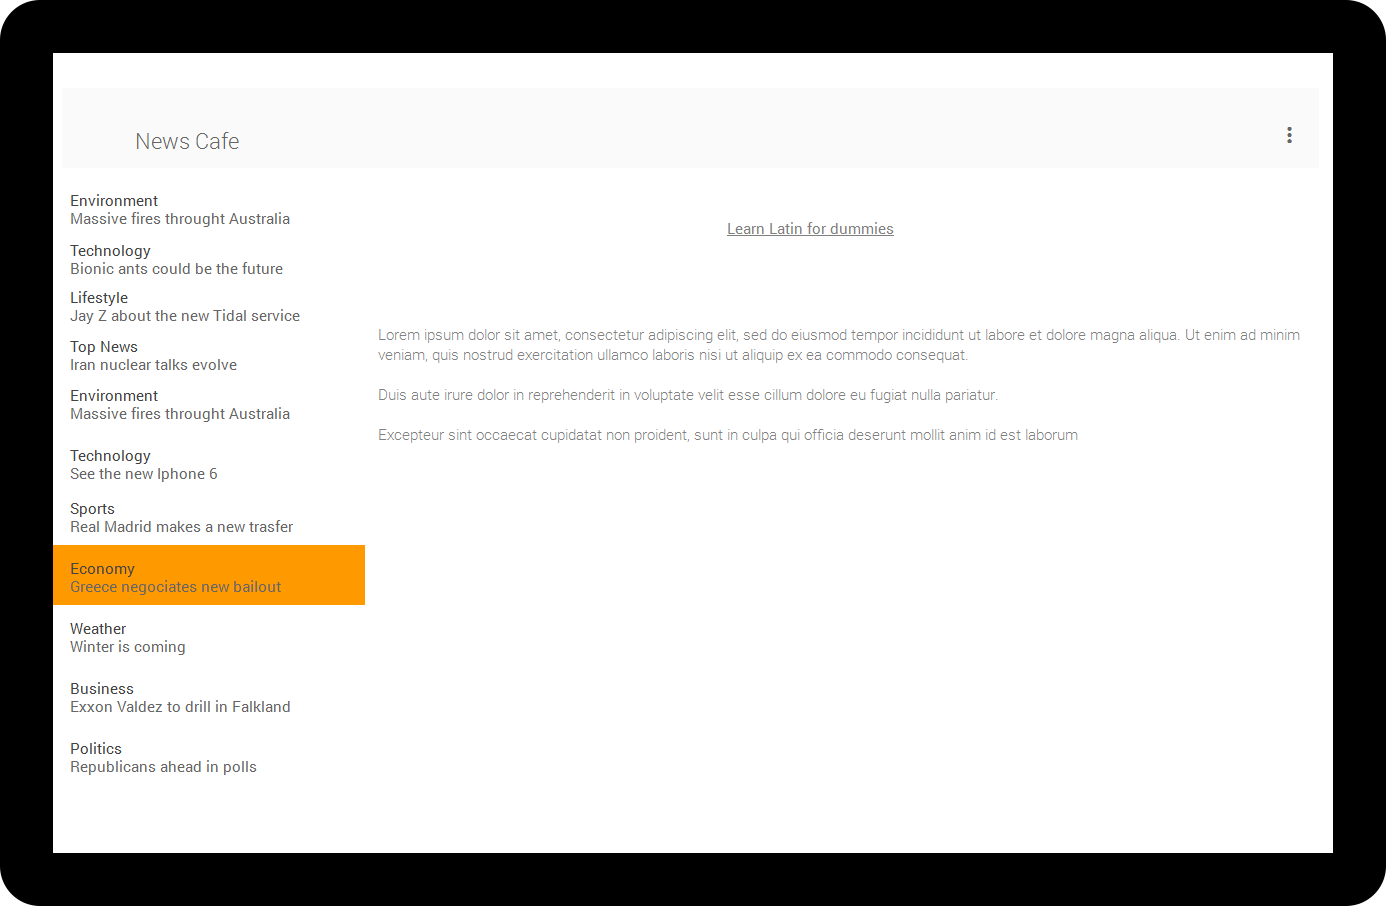 News Cafe
Environment
Massive fires throught Australia
Technology
Bionic ants could be the future
Lifestyle
Jay Z about the new Tidal service
Top News
Iran nuclear talks evolve
Environment
Massive fires throught Australia
Technology
See the new Iphone 6
Sports
Real Madrid makes a new trasfer
Economy
Greece negociates new bailout
Weather
Winter is coming
Business
Exxon Valdez to drill in Falkland
Politics
Republicans ahead in polls
Learn Latin for dummies
Lorem ipsum dolor sit amet, consectetur adipiscing elit, sed do eiusmod tempor incididunt ut labore et dolore magna aliqua. Ut enim ad minim
veniam, quis nostrud exercitation ullamco laboris nisi ut aliquip ex ea commodo consequat.
Duis aute irure dolor in reprehenderit in voluptate velit esse cillum dolore eu fugiat nulla pariatur.
Excepteur sint occaecat cupidatat non proident, sunt in culpa qui officia deserunt mollit anim id est laborum